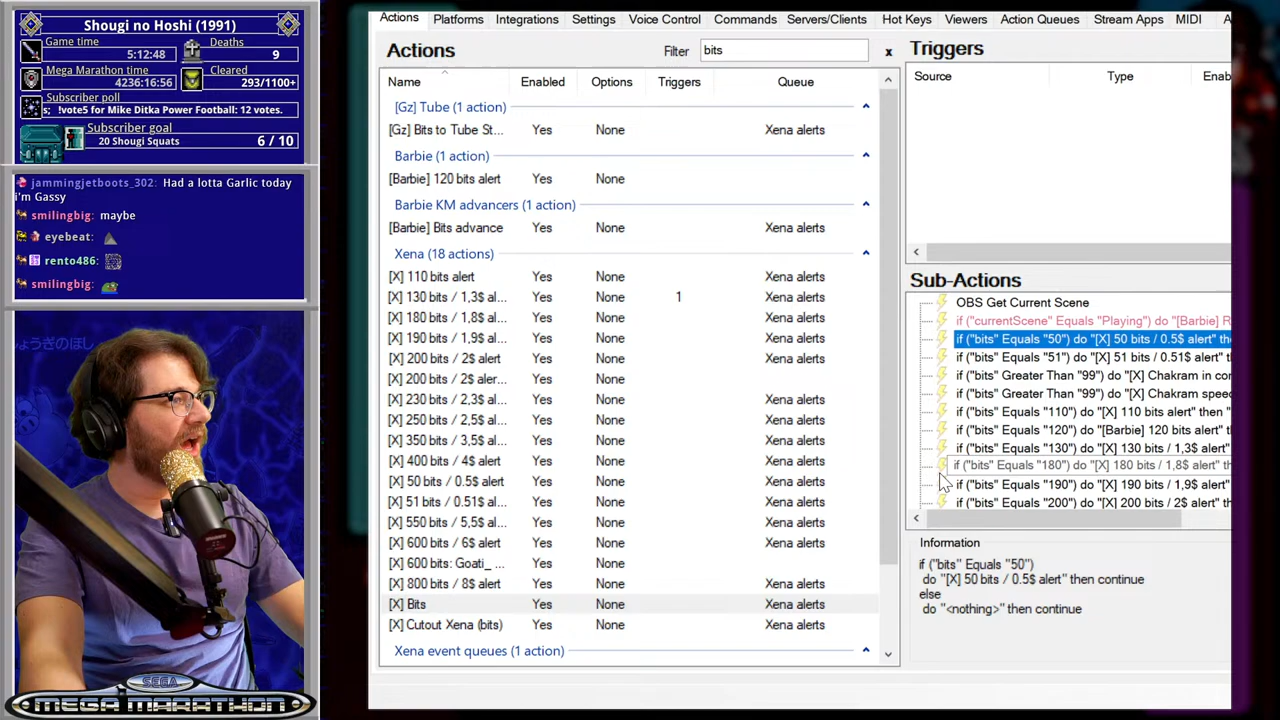 Shougi no Hoshi (1991)
Game time
5:12:48
Deaths
9
Mega Marathon time
4236:16:56
Cleared
293/1100+
Subscriber poll
s; !vote5 for Mike Ditka Power Football: 12 votes.
Subscriber goal
20 Shougi Squats
6 / 10
jammingjetboots_302: Had a lotta Garlic today
i'm Gassy
smilingbig: maybe
eyebeat:
rento486:
smilingbig:
ょうぎのほし
SEGA
MEGA MARATHON
Actions Platforms Integrations Settings Voice Control Commands Servers/Clients Hot Keys Viewers Action Queues Stream Apps MIDI
Actions
Filter bits x
Name Enabled Options Triggers Queue
[Gz] Tube (1 action)
[Gz] Bits to Tube St... Yes None Xena alerts
Barbie (1 action)
[Barbie] 120 bits alert Yes None
Barbie KM advancers (1 action)
[Barbie] Bits advance Yes None Xena alerts
Xena (18 actions)
[X] 110 bits alert Yes None Xena alerts
[X] 130 bits / 1,3$ al... Yes None 1 Xena alerts
[X] 180 bits / 1,8$ al... Yes None Xena alerts
[X] 190 bits / 1,9$ al... Yes None Xena alerts
[X] 200 bits / 2$ alert Yes None Xena alerts
[X] 200 bits / 2$ aler... Yes None
[X] 230 bits / 2,3$ al... Yes None Xena alerts
[X] 250 bits / 2,5$ al... Yes None Xena alerts
[X] 350 bits / 3,5$ al... Yes None Xena alerts
[X] 400 bits / 4$ alert Yes None Xena alerts
[X] 50 bits / 0.5$ alert Yes None Xena alerts
[X] 51 bits / 0.51$ al... Yes None Xena alerts
[X] 550 bits / 5,5$ al... Yes None Xena alerts
[X] 600 bits / 6$ alert Yes None Xena alerts
[X] 600 bits: Goati_ ... Yes None
[X] 800 bits / 8$ alert Yes None Xena alerts
[X] Bits Yes None Xena alerts
[X] Cutout Xena (bits) Yes None Xena alerts
Xena event queues (1 action)
Triggers
Source Type Enab
Sub-Actions
OBS Get Current Scene
if ("currentScene" Equals "Playing") do "[Barbie] R
if ("bits" Equals "50") do "[X] 50 bits / 0.5$ alert" the
if ("bits" Equals "51") do "[X] 51 bits / 0.51$ alert" t
if ("bits" Greater Than "99") do "[X] Chakram in co
if ("bits" Greater Than "99") do "[X] Chakram spee
if ("bits" Equals "110") do "[X] 110 bits alert" then "
if ("bits" Equals "120") do "[Barbie] 120 bits alert" t
if ("bits" Equals "130") do "[X] 130 bits / 1,3$ alert"
if ("bits" Equals "180") do "[X] 180 bits / 1,8$ alert" th
if ("bits" Equals "190") do "[X] 190 bits / 1,9$ alert"
if ("bits" Equals "200") do "[X] 200 bits / 2$ alert" t
Information
if ("bits" Equals "50")
do "[X] 50 bits / 0.5$ alert" then continue
else
do "<nothing>" then continue